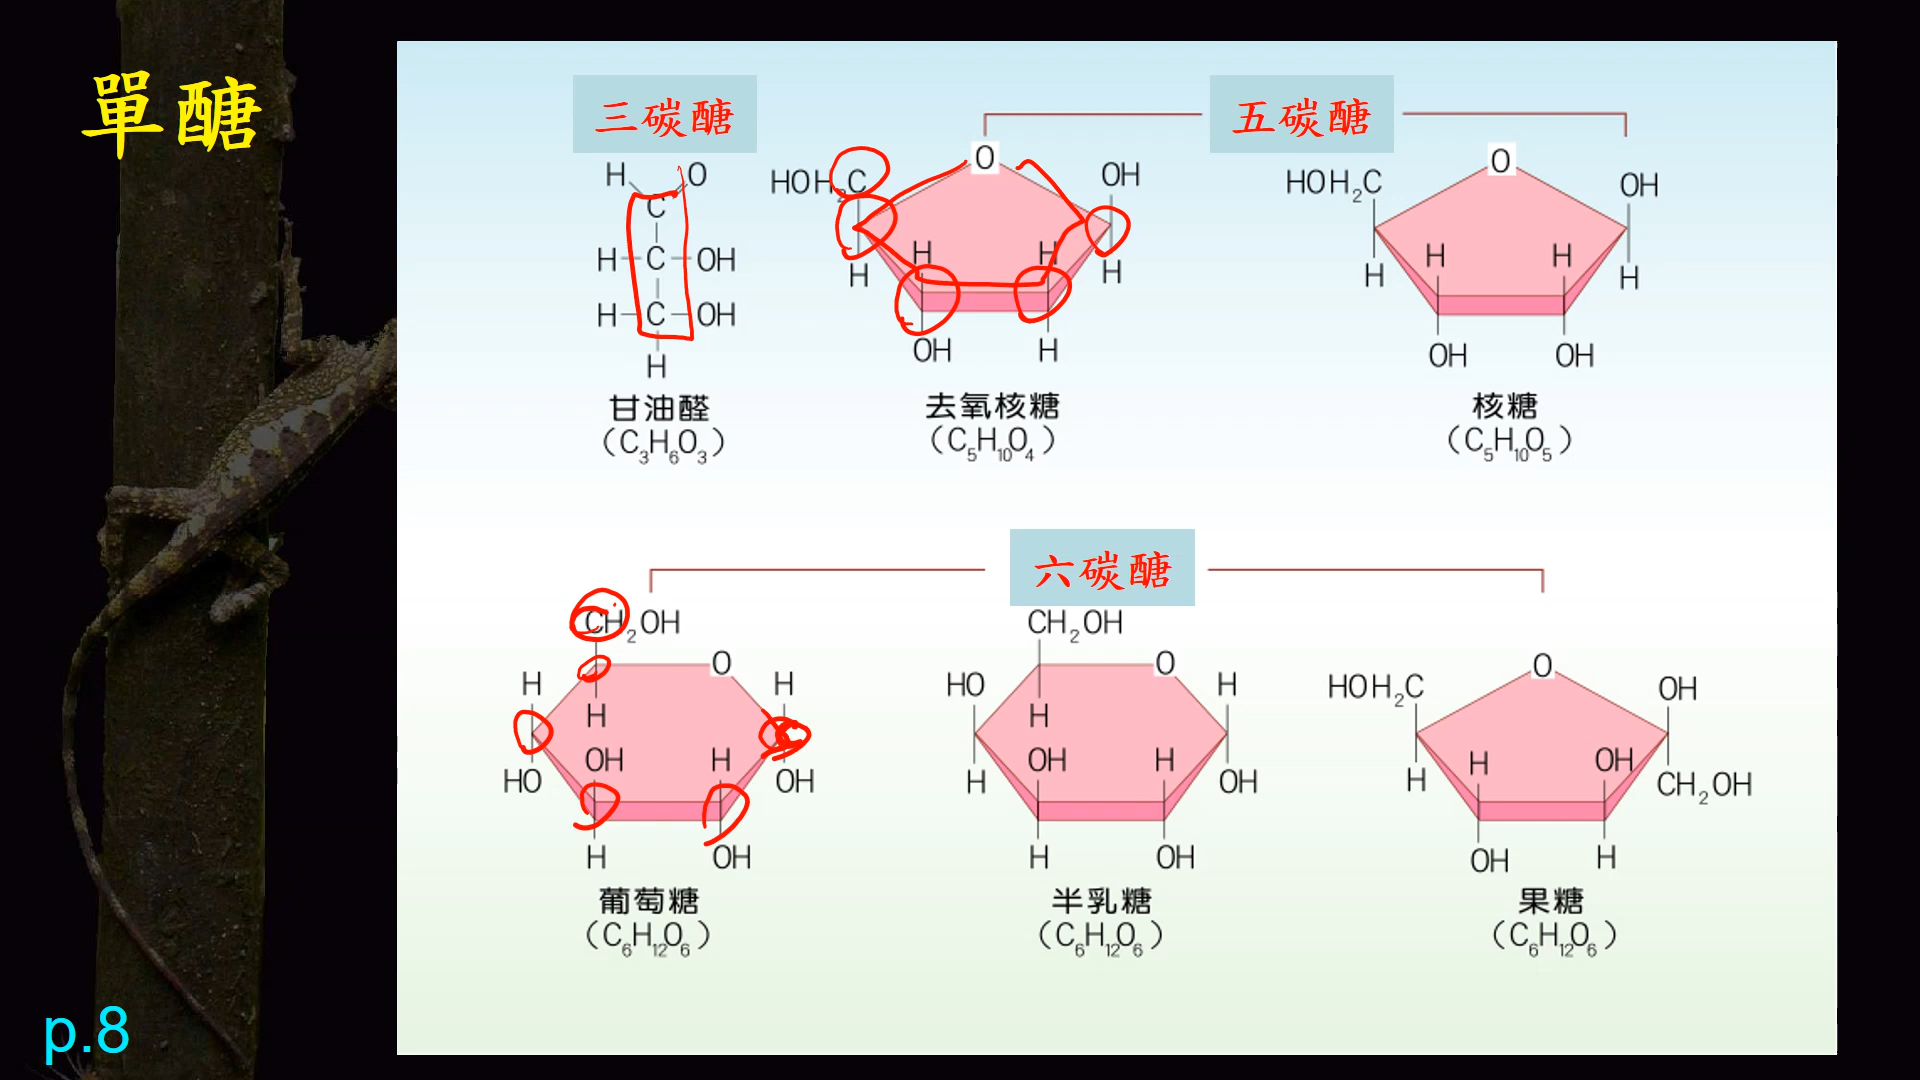 單醣
三碳醣
五碳醣
H O
C
H C OH
H C OH
H
甘油醛
(C3H6O3)
HOH2C O OH
H H H H
OH H
去氧核糖
(C5H10O4)
HOH2C O OH
H H H H
OH OH
核糖
(C5H10O5)
六碳醣
CH2OH
O
H H
H
OH H
HO OH
H OH
葡萄糖
(C6H12O6)
CH2OH
O
HO H
H
OH H
H OH
H OH
半乳糖
(C6H12O6)
O
HOH2C OH
H OH
H CH2OH
OH H
果糖
(C6H12O6)
p.8